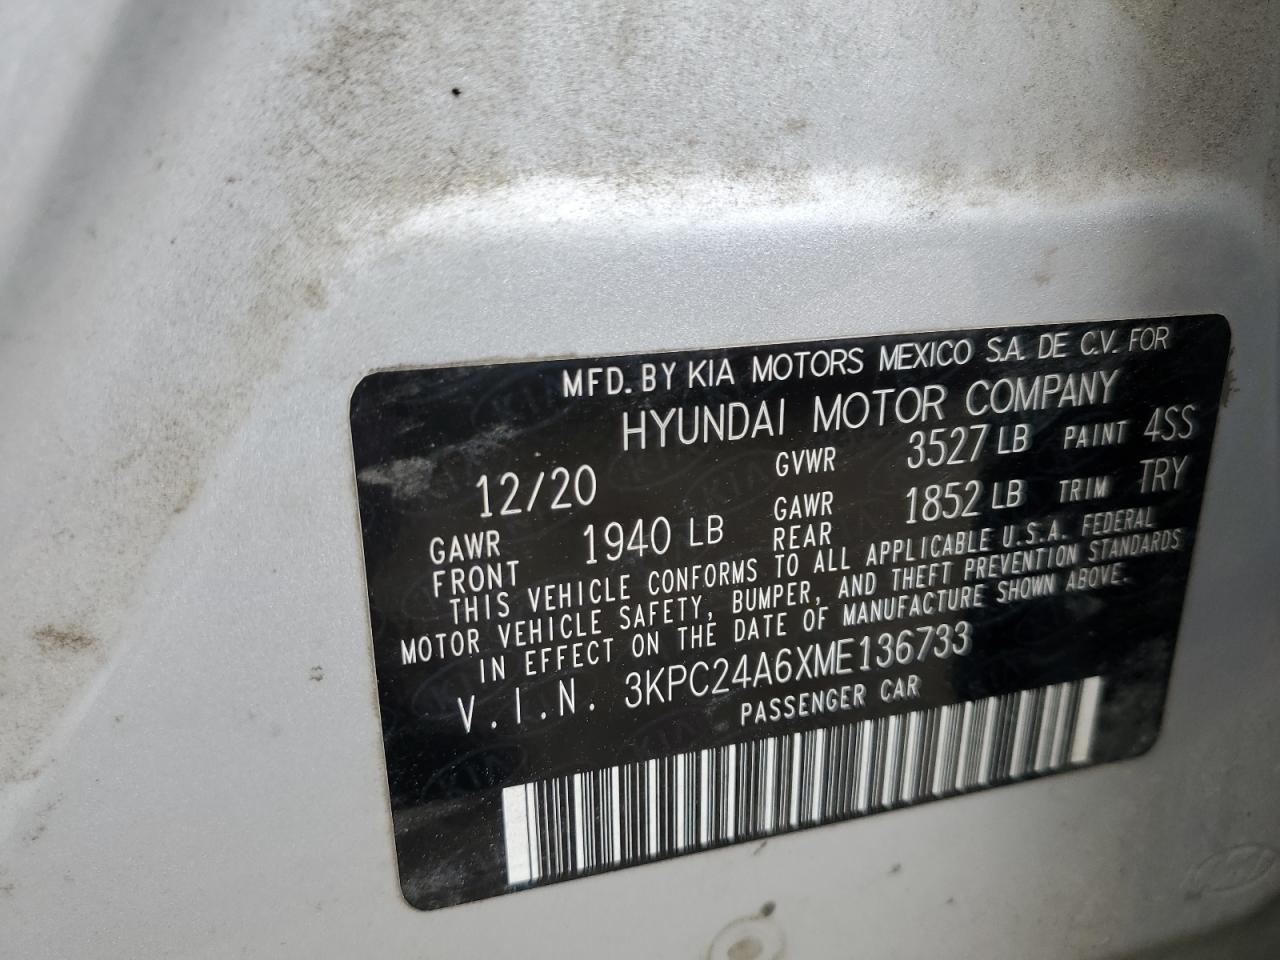 MFD. BY KIA MOTORS MEXICO S.A. DE C.V. FOR
HYUNDAI MOTOR COMPANY
12/20 GVWR 3527 LB PAINT 4SS
GAWR FRONT 1940 LB GAWR REAR 1852 LB TRIM TRY
THIS VEHICLE CONFORMS TO ALL APPLICABLE U.S.A. FEDERAL
MOTOR VEHICLE SAFETY, BUMPER, AND THEFT PREVENTION STANDARDS
IN EFFECT ON THE DATE OF MANUFACTURE SHOWN ABOVE.
V.I.N. 3KPC24A6XME136733
PASSENGER CAR